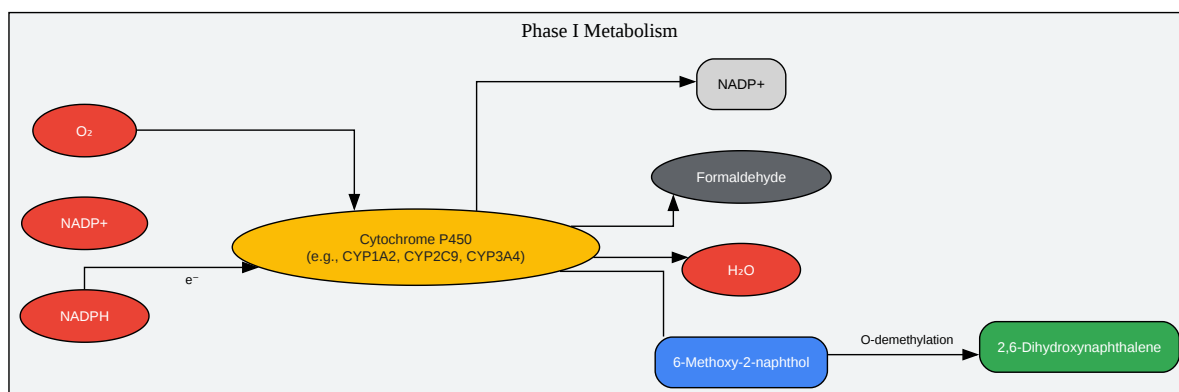 Phase I Metabolism
NADP+
O₂
Formaldehyde
NADP+
Cytochrome P450
(e.g., CYP1A2, CYP2C9, CYP3A4)
H₂O
e⁻
NADPH
O-demethylation
6-Methoxy-2-naphthol
2,6-Dihydroxynaphthalene